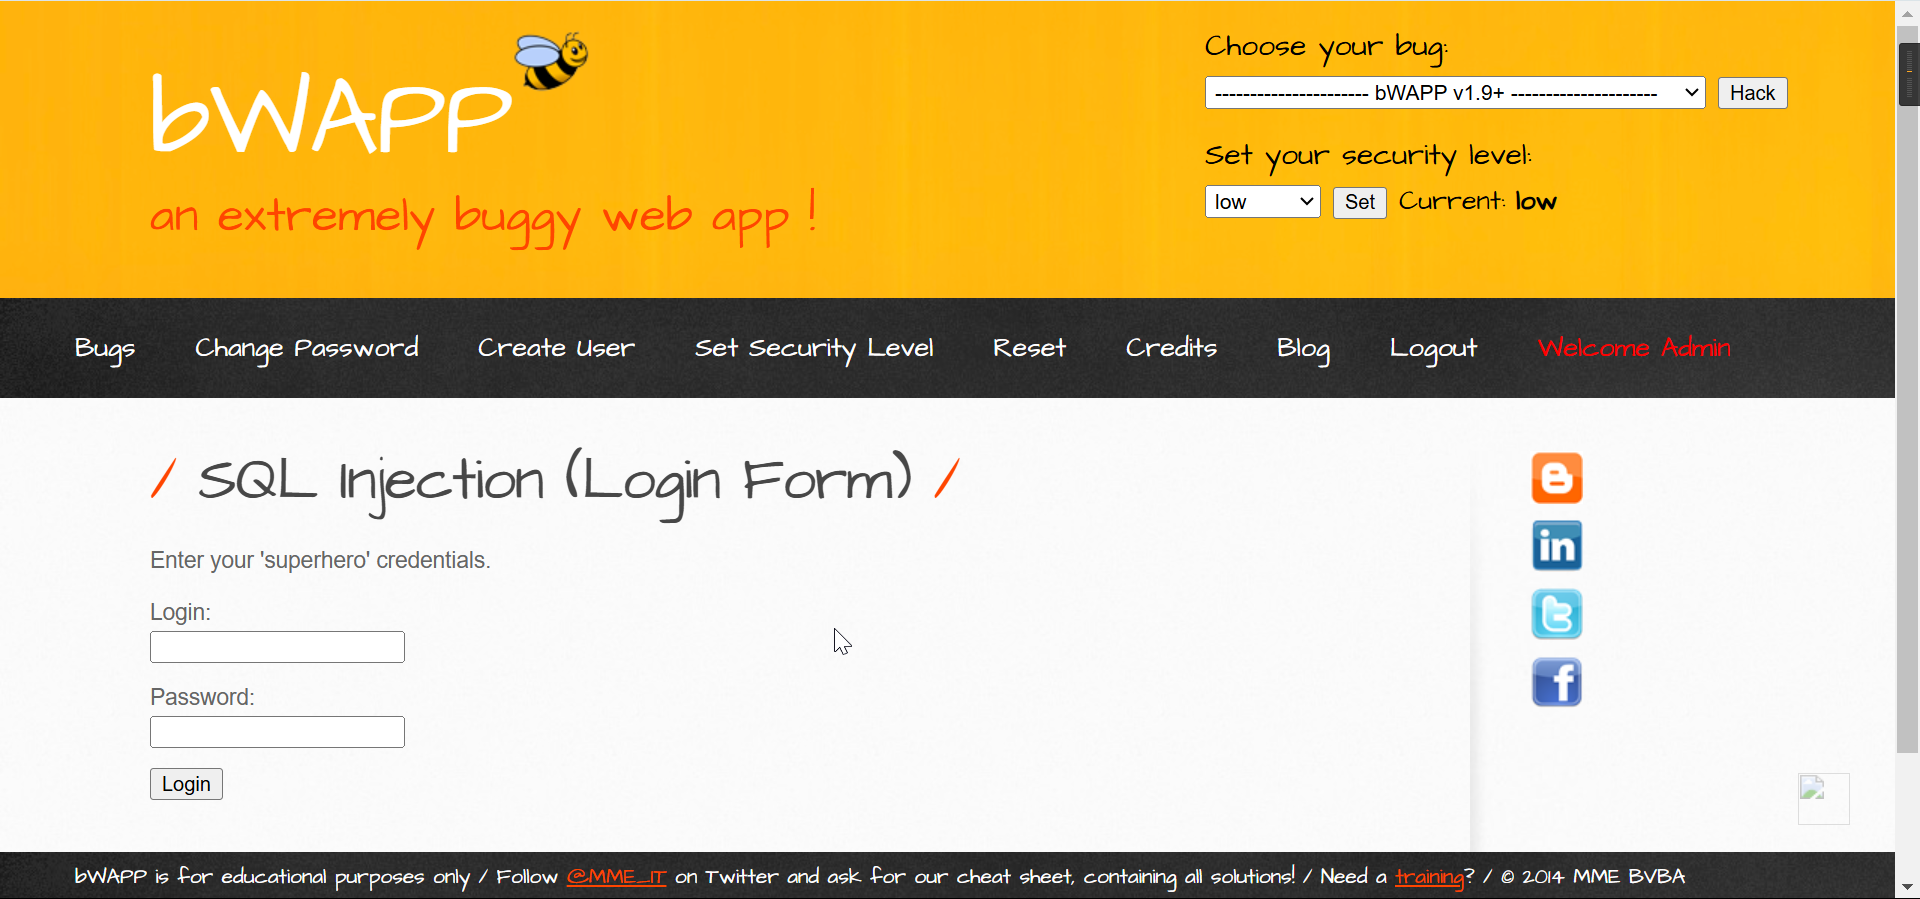 bWAPP
an extremely buggy web app !
Choose your bug:
---------------------- bWAPP v1.9+ --------------------- Hack
Set your security level:
low Set Current: low
Bugs Change Password Create User Set Security Level Reset Credits Blog Logout Welcome Admin
/ SQL Injection (Login Form) /
Enter your 'superhero' credentials.
Login:
Password:
Login
in
bWAPP is for educational purposes only / Follow @MME_IT on Twitter and ask for our cheat sheet, containing all solutions! / Need a training? / © 2014 MME BVBA